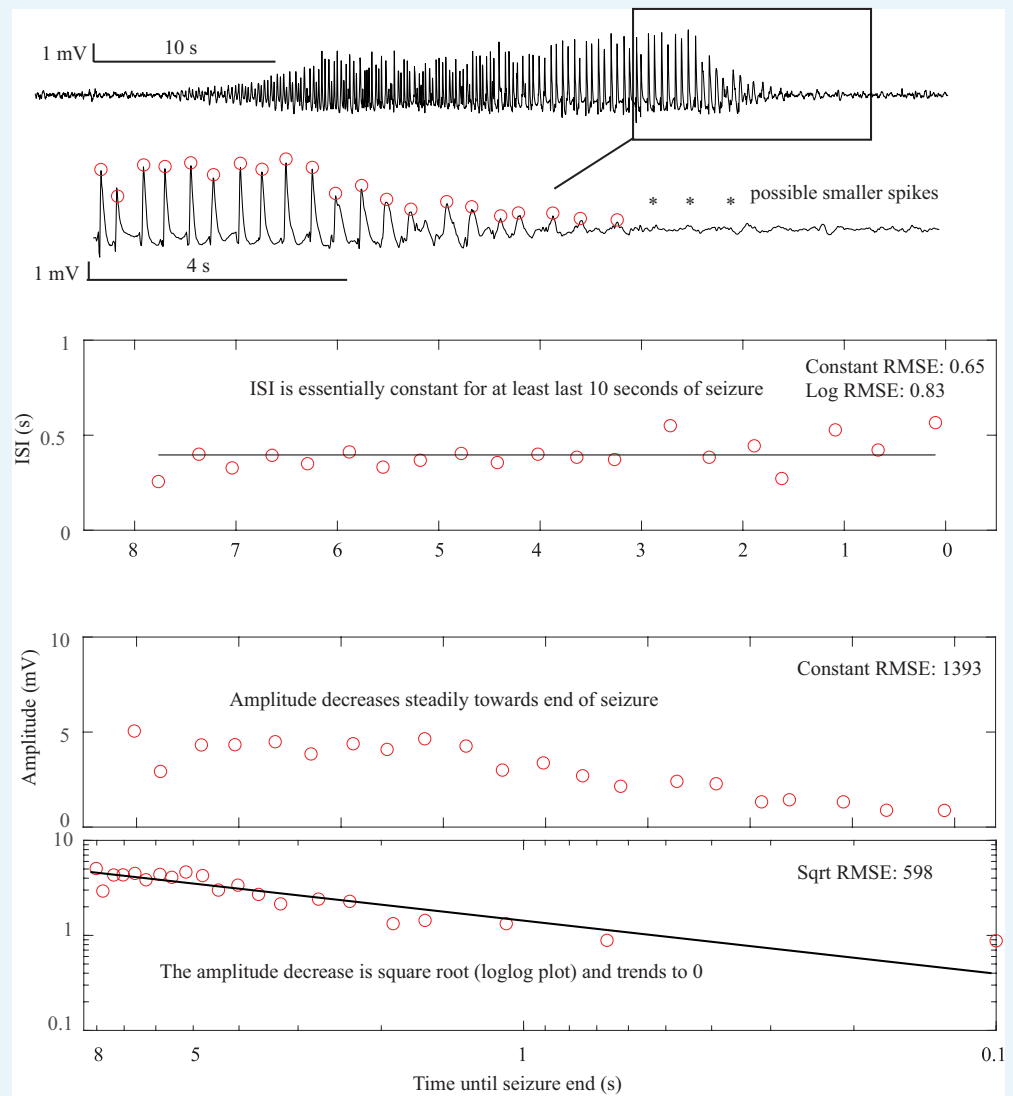 1 mV
10 s
* * * possible smaller spikes
1 mV
4 s
1
Constant RMSE: 0.65
ISI is essentially constant for at least last 10 seconds of seizure
Log RMSE: 0.83
ISI (s)
0.5
0
8 7 6 5 4 3 2 1 0
10
Constant RMSE: 1393
Amplitude decreases steadily towards end of seizure
Amplitude (mV)
5
0
10
Sqrt RMSE: 598
1
The amplitude decrease is square root (loglog plot) and trends to 0
0.1
8 5 1 0.1
Time until seizure end (s)